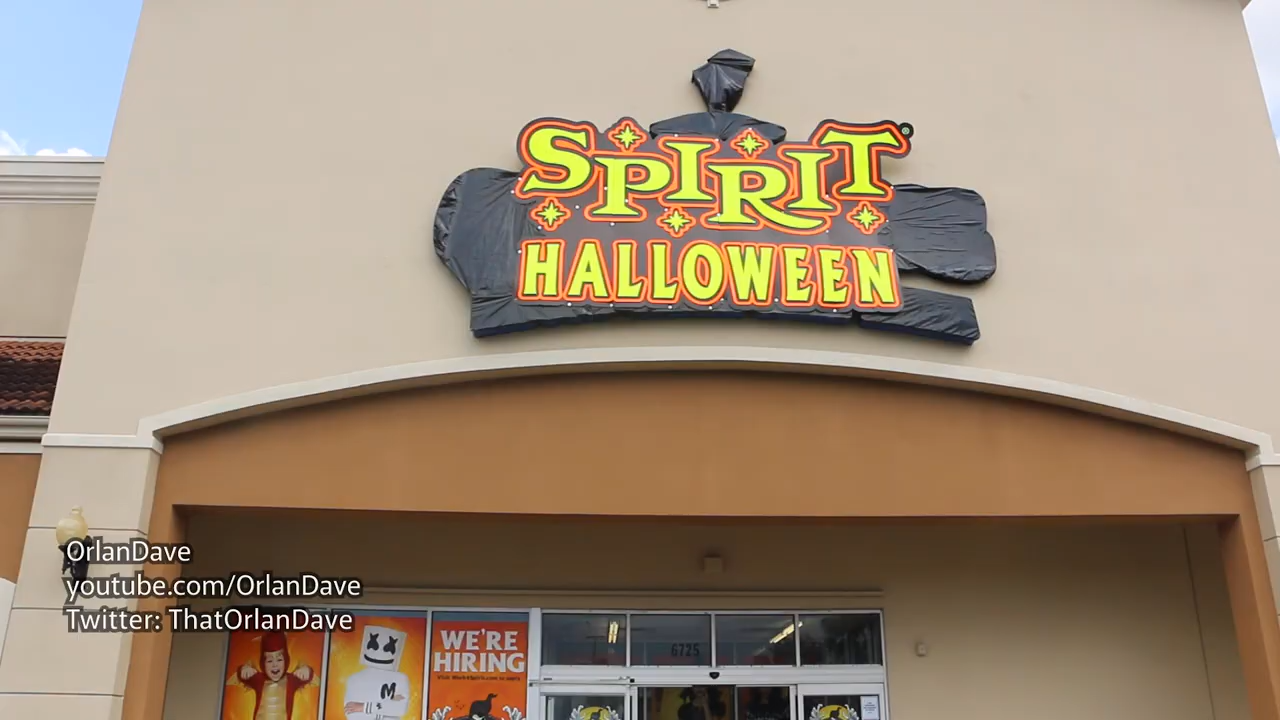 SPIRIT
HALLOWEEN
®
OrlanDave
youtube.com/OrlanDave
Twitter: ThatOrlanDave
WE'RE
HIRING
6725
M